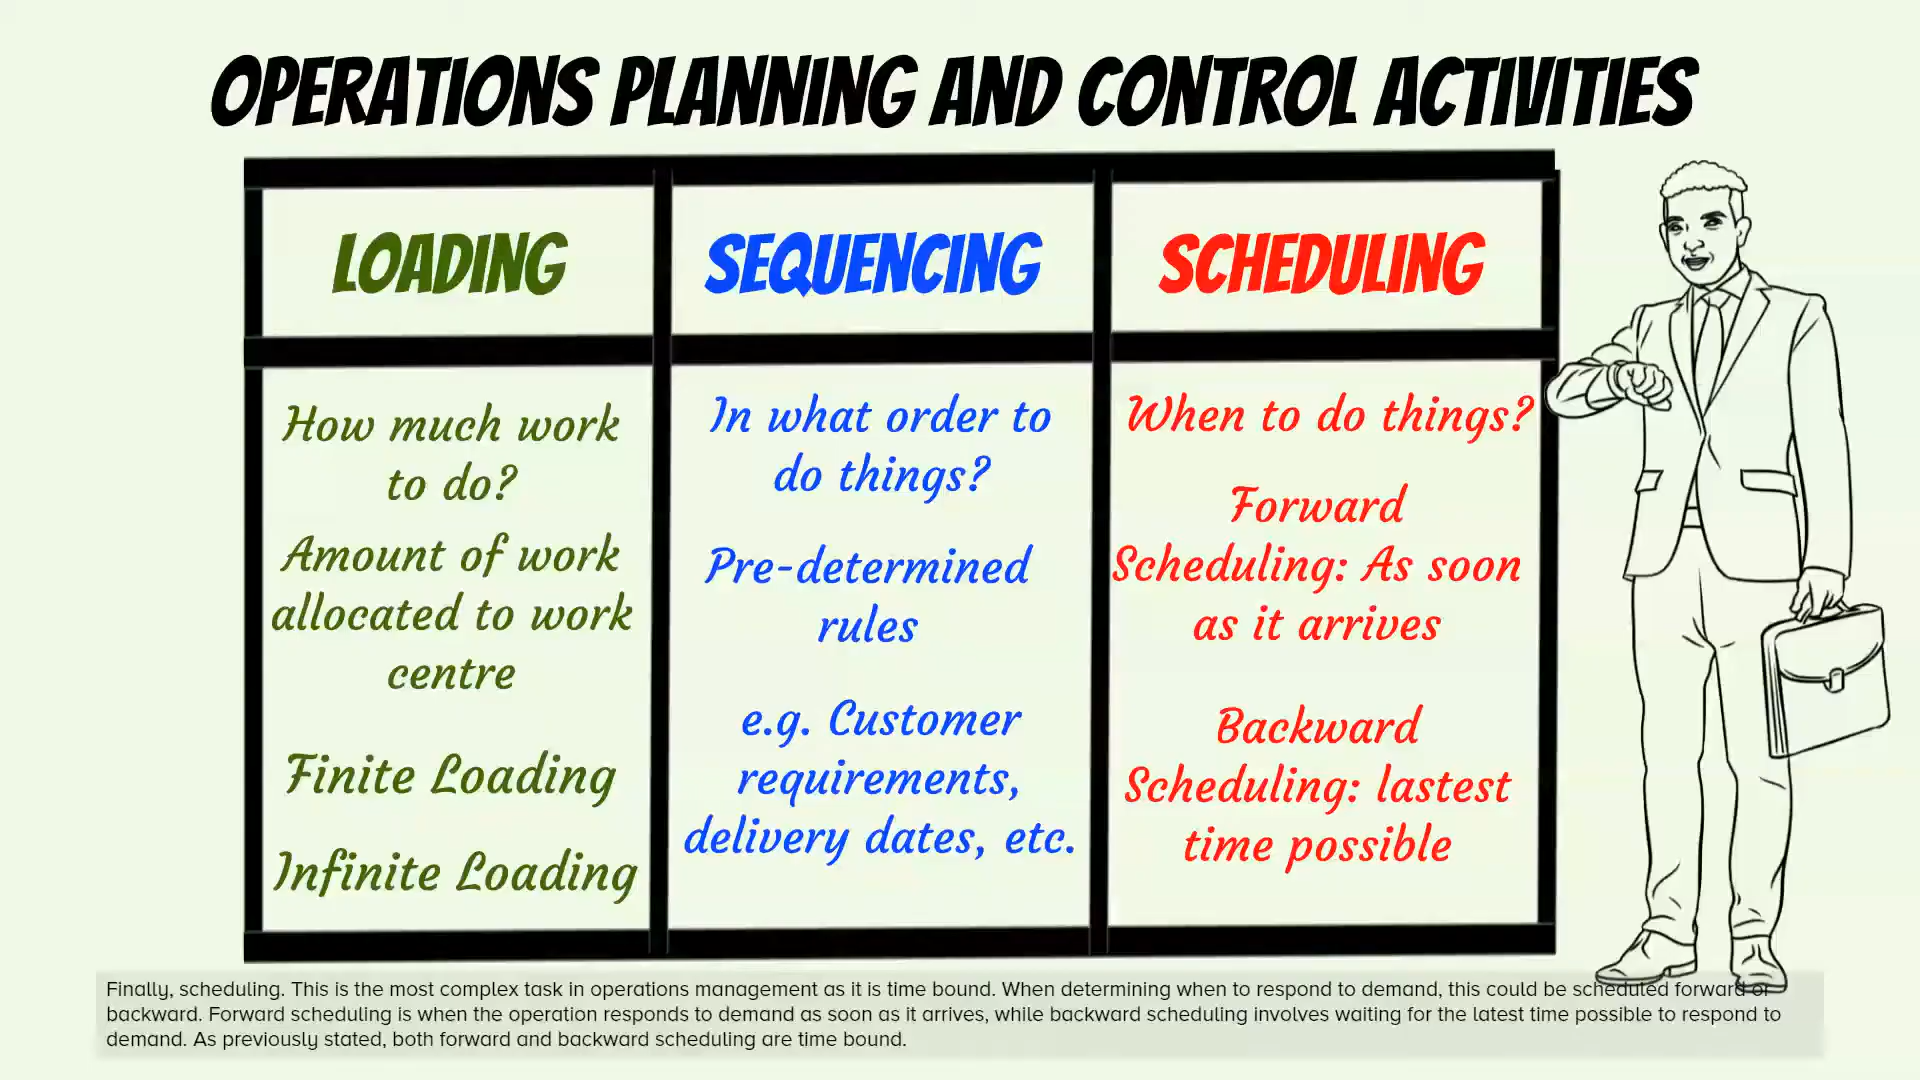 OPERATIONS PLANNING AND CONTROL ACTIVITIES
LOADING
How much work
to do?
Amount of work
allocated to work
centre
Finite Loading
Infinite Loading
SEQUENCING
In what order to
do things?
Pre-determined
rules
e.g. Customer
requirements,
delivery dates, etc.
SCHEDULING
When to do things?
Forward
Scheduling: As soon
as it arrives
Backward
Scheduling: lastest
time possible
Finally, scheduling. This is the most complex task in operations management as it is time bound. When determining when to respond to demand, this could be scheduled forward or
backward. Forward scheduling is when the operation responds to demand as soon as it arrives, while backward scheduling involves waiting for the latest time possible to respond to
demand. As previously stated, both forward and backward scheduling are time bound.